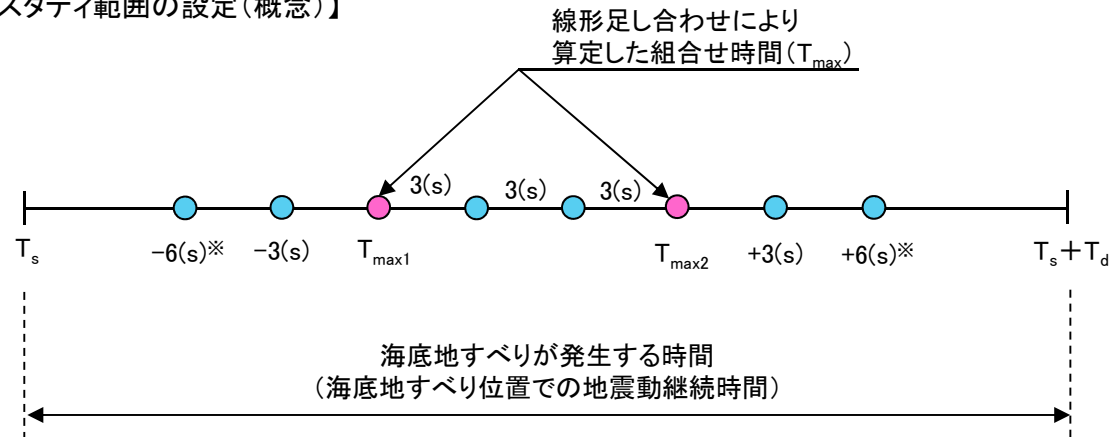 スタディ範囲の設定(概念)】
線形足し合わせにより
算定した組合せ時間(Tmax)
3(s) 3(s) 3(s)
Ts −6(s)※ −3(s) Tmax1 Tmax2 +3(s) +6(s)※ Ts+Td
海底地すべりが発生する時間
(海底地すべり位置での地震動継続時間)